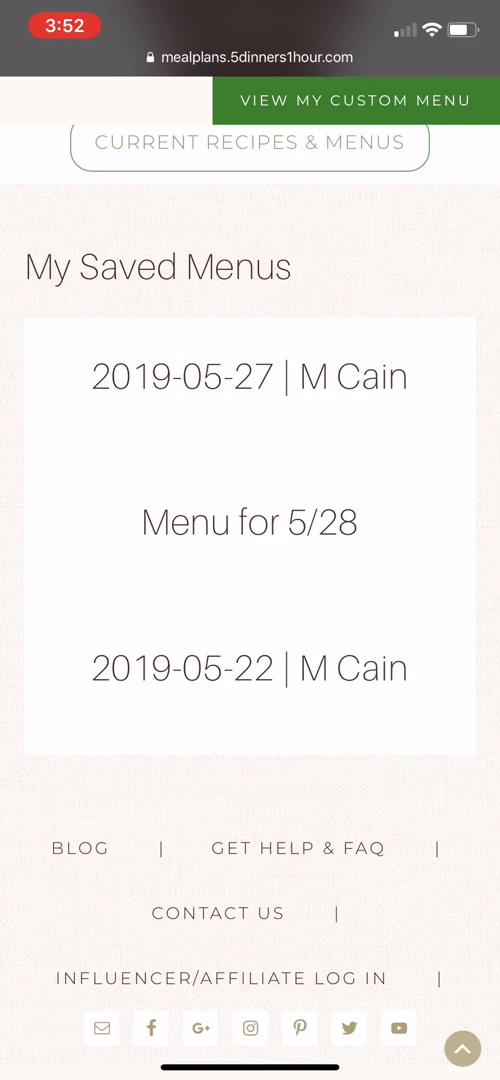 3:52
mealplans.5dinners1hour.com
VIEW MY CUSTOM MENU
CURRENT RECIPES & MENUS
My Saved Menus
2019-05-27 | M Cain
Menu for 5/28
2019-05-22 | M Cain
BLOG | GET HELP & FAQ |
CONTACT US |
INFLUENCER/AFFILIATE LOG IN |